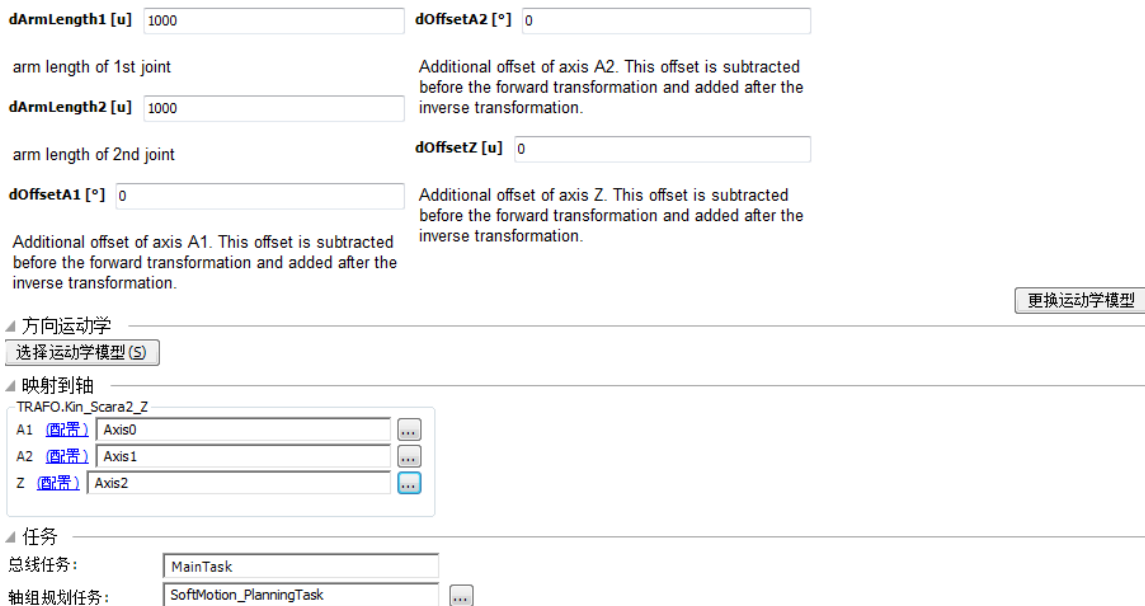 dArmLength1 [u] 1000
arm length of 1st joint
dArmLength2 [u] 1000
arm length of 2nd joint
dOffsetA1 [°] 0
Additional offset of axis A1. This offset is subtracted
before the forward transformation and added after the
inverse transformation.
dOffsetA2 [°] 0
Additional offset of axis A2. This offset is subtracted
before the forward transformation and added after the
inverse transformation.
dOffsetZ [u] 0
Additional offset of axis Z. This offset is subtracted
before the forward transformation and added after the
inverse transformation.
更换运动学模型
方向运动学
选择运动学模型(S)
映射到轴
TRAFO.Kin_Scara2_Z
A1 (配置) Axis0 ...
A2 (配置) Axis1 ...
Z (配置) Axis2 ...
任务
总线任务: MainTask
轴组规划任务: SoftMotion_PlanningTask ...